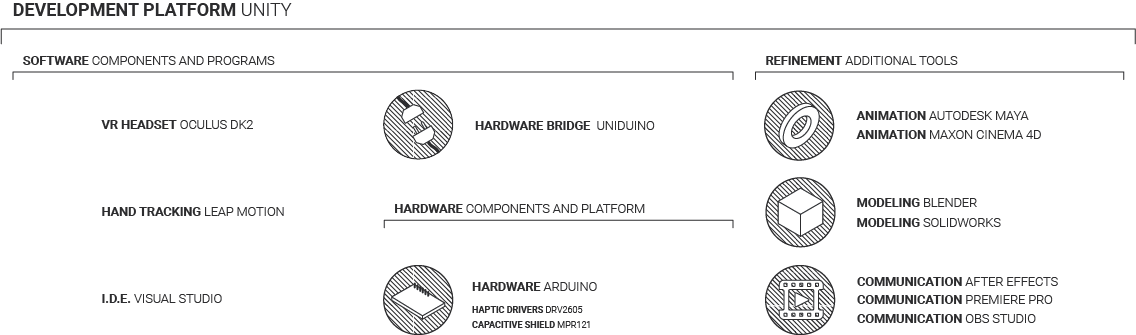 DEVELOPMENT PLATFORM UNITY
SOFTWARE COMPONENTS AND PROGRAMS
VR HEADSET OCULUS DK2
HARDWARE BRIDGE UNIDUINO
HAND TRACKING LEAP MOTION
HARDWARE COMPONENTS AND PLATFORM
I.D.E. VISUAL STUDIO
HARDWARE ARDUINO
HAPTIC DRIVERS DRV2605
CAPACITIVE SHIELD MPR121
REFINEMENT ADDITIONAL TOOLS
ANIMATION AUTODESK MAYA
ANIMATION MAXON CINEMA 4D
MODELING BLENDER
MODELING SOLIDWORKS
COMMUNICATION AFTER EFFECTS
COMMUNICATION PREMIERE PRO
COMMUNICATION OBS STUDIO